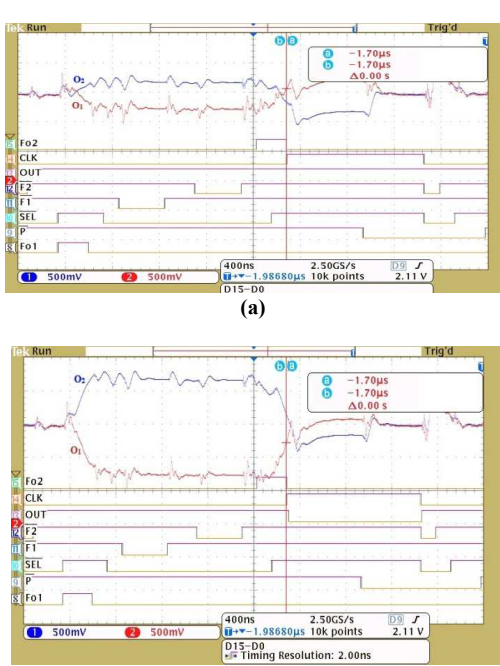 Tek Run Trig'd
b a
a −1.70µs
b −1.70µs
Δ0.00 s
O₂
O₁
Fo2
CLK
OUT
F2
F1
SEL
P
Fo1
1 500mV 2 500mV
400ns 2.50GS/s D9
T→▼−1.98680µs 10k points 2.11 V
D15-D0
(a)
Tek Run Trig'd
b a
a −1.70µs
b −1.70µs
Δ0.00 s
O₂
O₁
Fo2
CLK
OUT
F2
F1
SEL
P
Fo1
1 500mV 2 500mV
400ns 2.50GS/s D9
T→▼−1.98680µs 10k points 2.11 V
D15-D0
Timing Resolution: 2.00ns